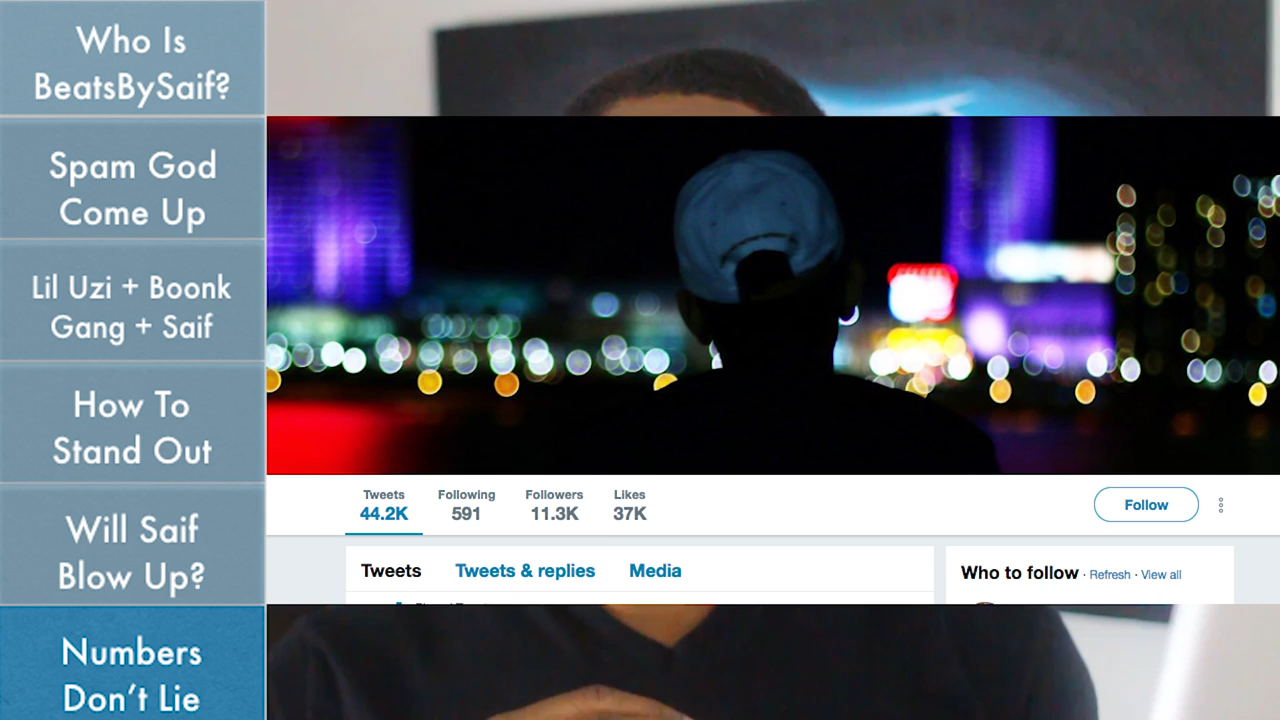 Who Is
BeatsBySaif?
Spam God
Come Up
Lil Uzi + Boonk
Gang + Saif
How To
Stand Out
Will Saif
Blow Up?
Numbers
Don't Lie
Tweets Following Followers Likes
44.2K 591 11.3K 37K
Follow
Tweets Tweets & replies Media
Who to follow · Refresh · View all